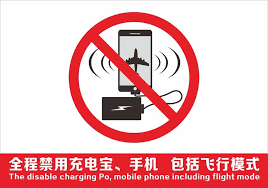 全程禁用充电宝、手机 包括飞行模式
The disable charging Po, mobile phone including flight mode